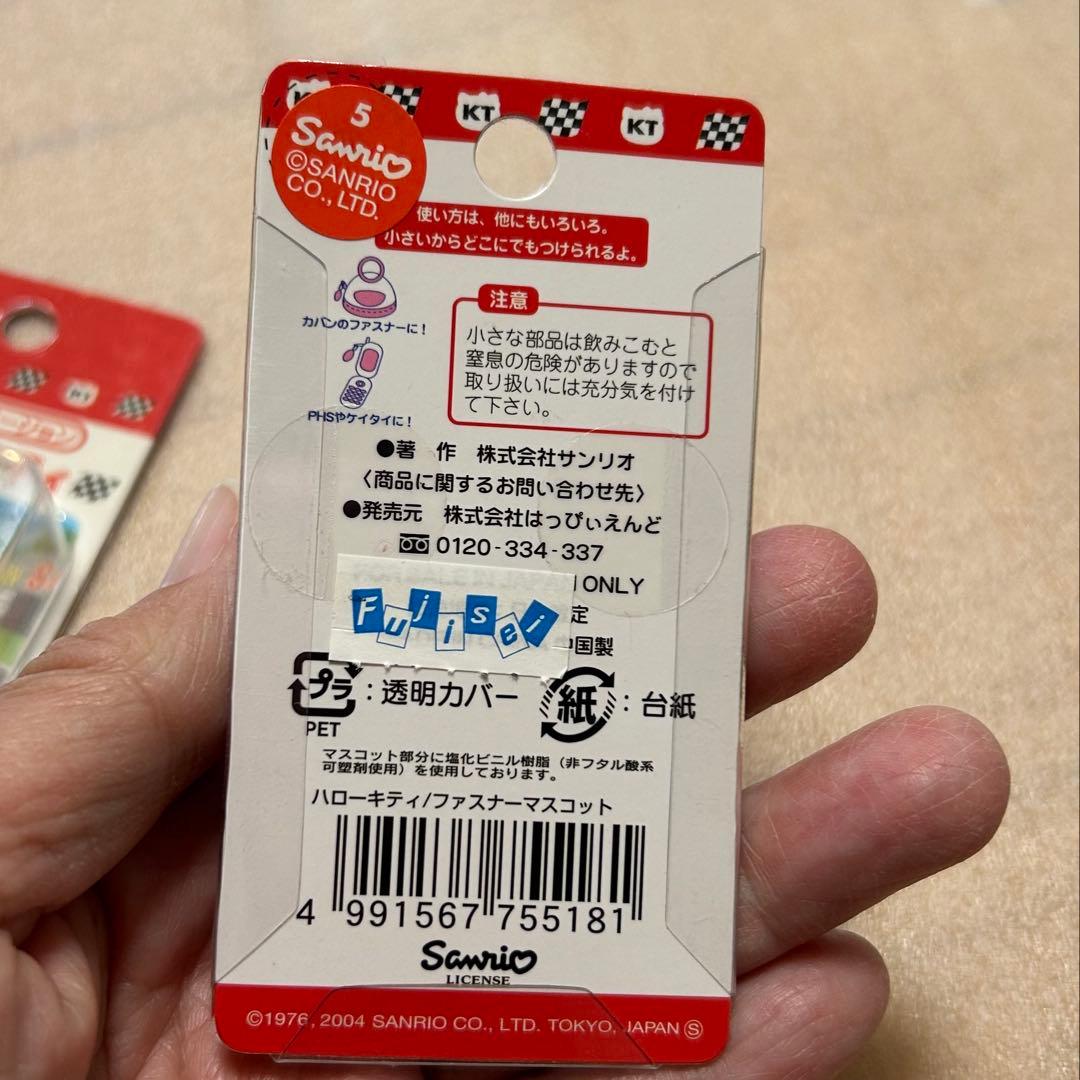 KT
KT
KT
5
Sanrio
©SANRIO
CO., LTD.
使い方は、他にもいろいろ。
小さいからどこにでもつけられるよ。
カバンのファスナーに!
PHSやケイタイに!
注意
小さな部品は飲みこむと
窒息の危険がありますので
取り扱いには充分気を付け
て下さい。
●著 作 株式会社サンリオ
〈商品に関するお問い合わせ先〉
●発売元 株式会社はっぴぃえんど
0120-334-337
FOR SALE IN JAPAN ONLY
定
中国製
Fujisei
プラ:透明カバー
PET
紙:台紙
マスコット部分に塩化ビニル樹脂(非フタル酸系
可塑剤使用)を使用しております。
ハローキティ/ファスナーマスコット
4 991567 755181
Sanrio
LICENSE
©1976, 2004 SANRIO CO., LTD. TOKYO, JAPAN Ⓢ
KT